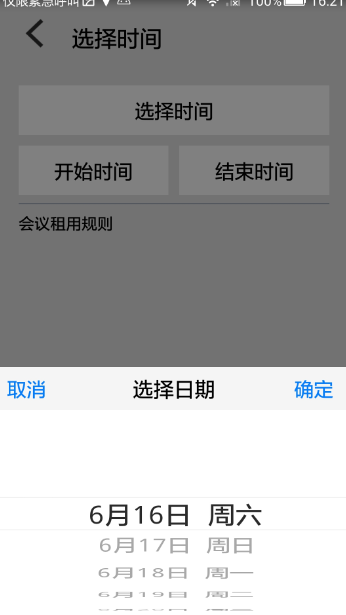 仅限紧急呼叫 100% 16:21
选择时间
选择时间
开始时间 结束时间
会议租用规则
取消 选择日期 确定
6月16日 周六
6月17日 周日
6月18日 周一
6月19日 周二